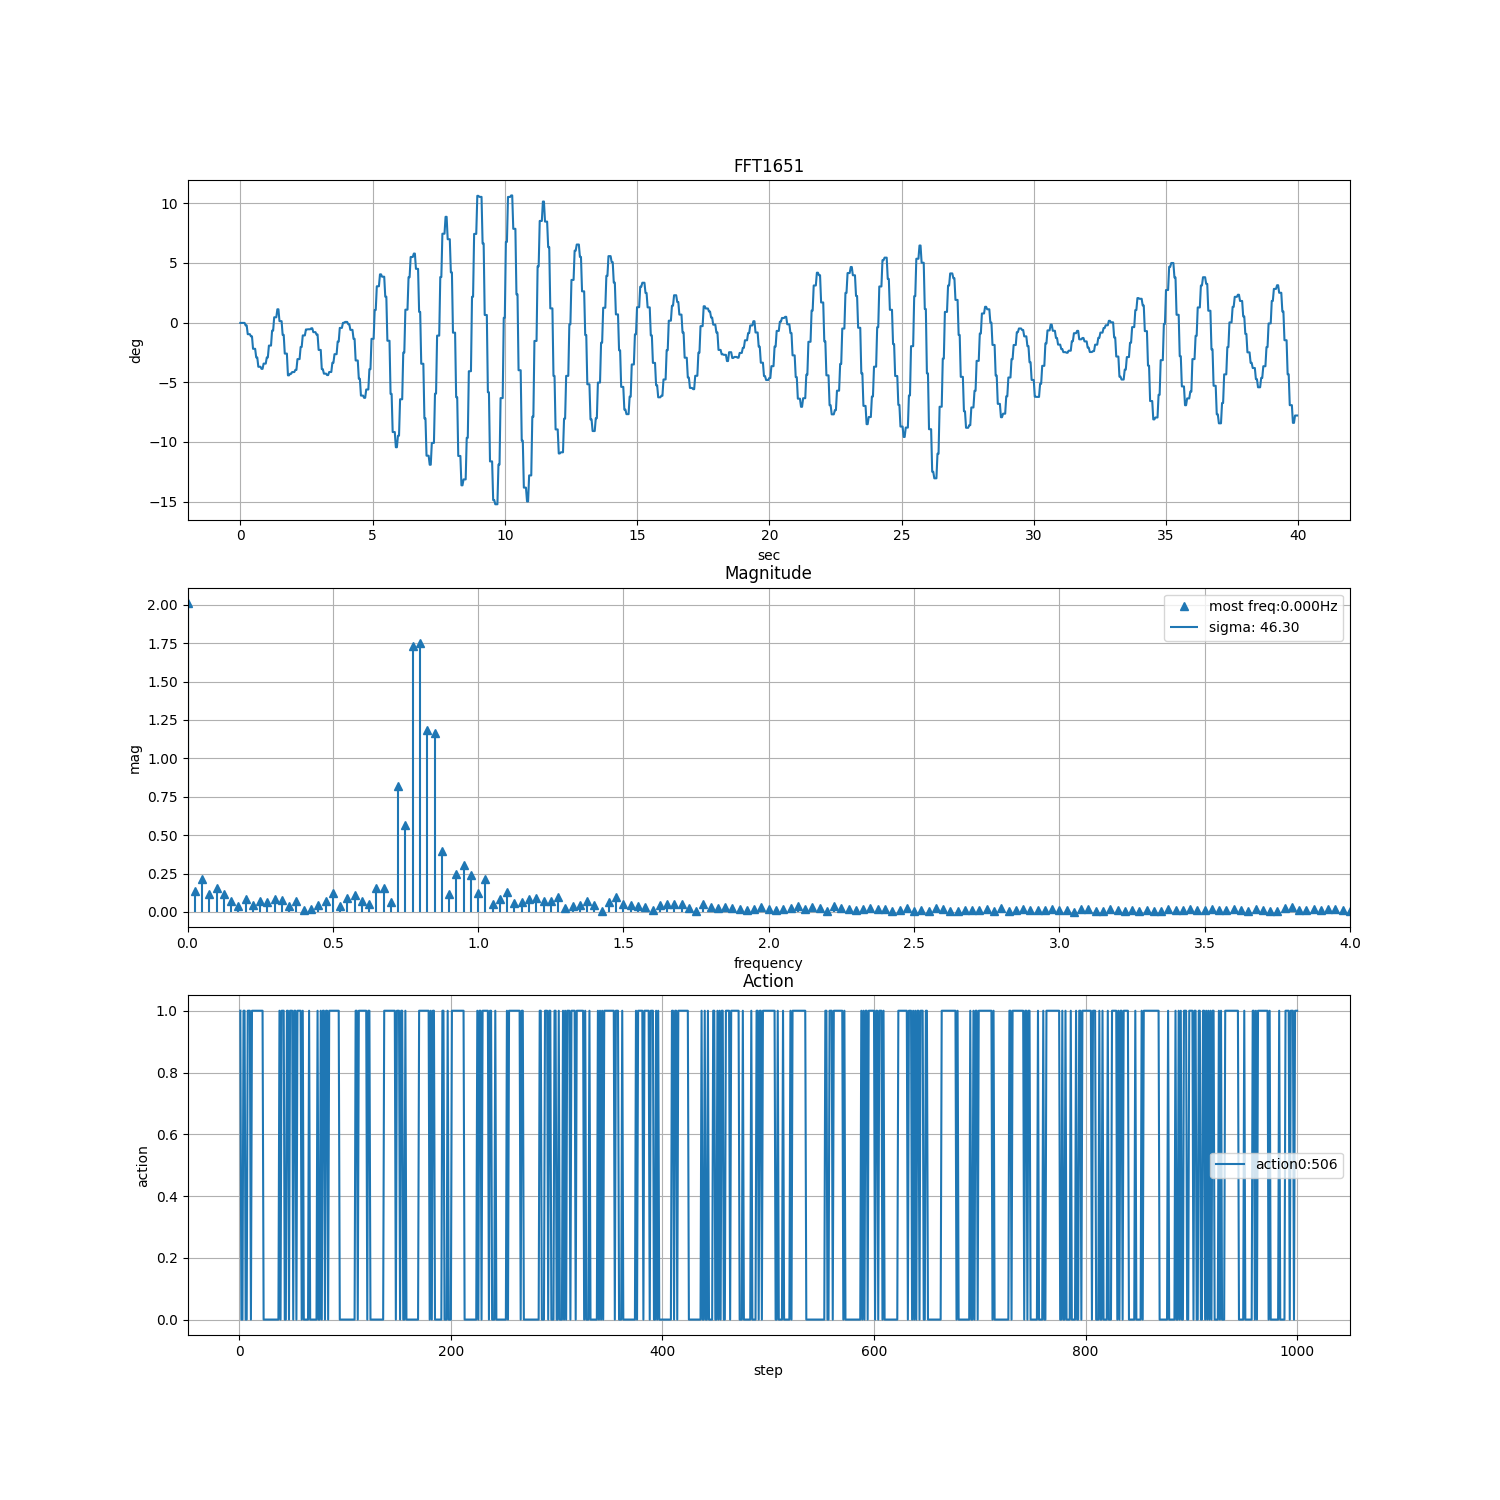 FFT1651
10
5
0
−5
−10
−15
deg
0 5 10 15 20 25 30 35 40
sec
Magnitude
2.00
1.75
1.50
1.25
1.00
0.75
0.50
0.25
0.00
mag
most freq:0.000Hz
sigma: 46.30
0.0 0.5 1.0 1.5 2.0 2.5 3.0 3.5 4.0
frequency
Action
1.0
0.8
0.6
0.4
0.2
0.0
action
action0:506
0 200 400 600 800 1000
step